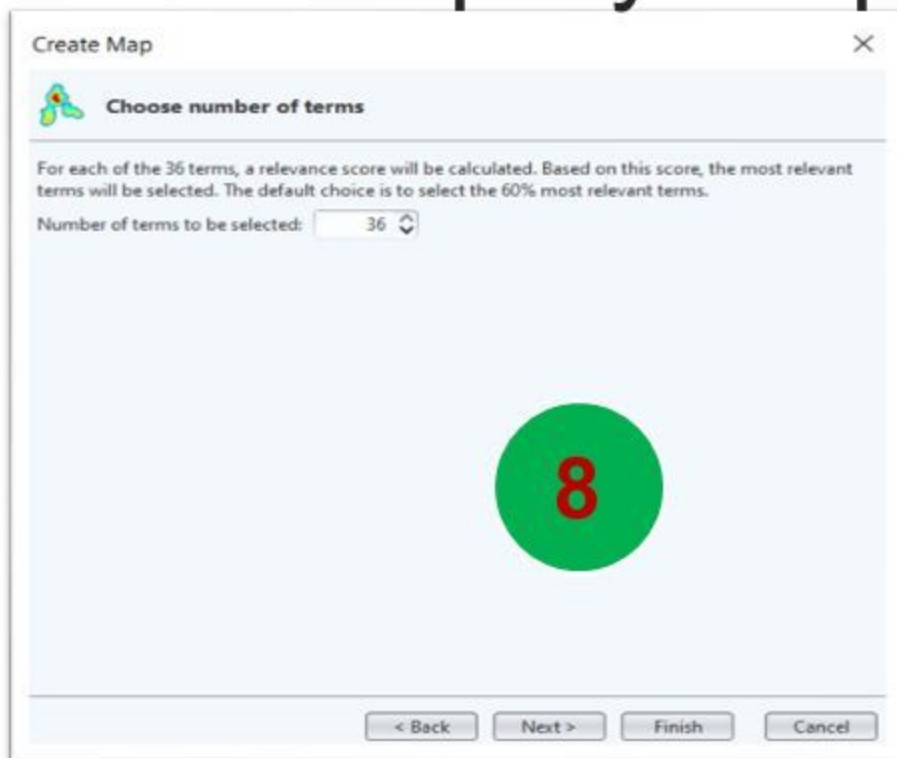 Create Map
Choose number of terms
For each of the 36 terms, a relevance score will be calculated. Based on this score, the most relevant
terms will be selected. The default choice is to select the 60% most relevant terms.
Number of terms to be selected: 36
8
< Back Next > Finish Cancel